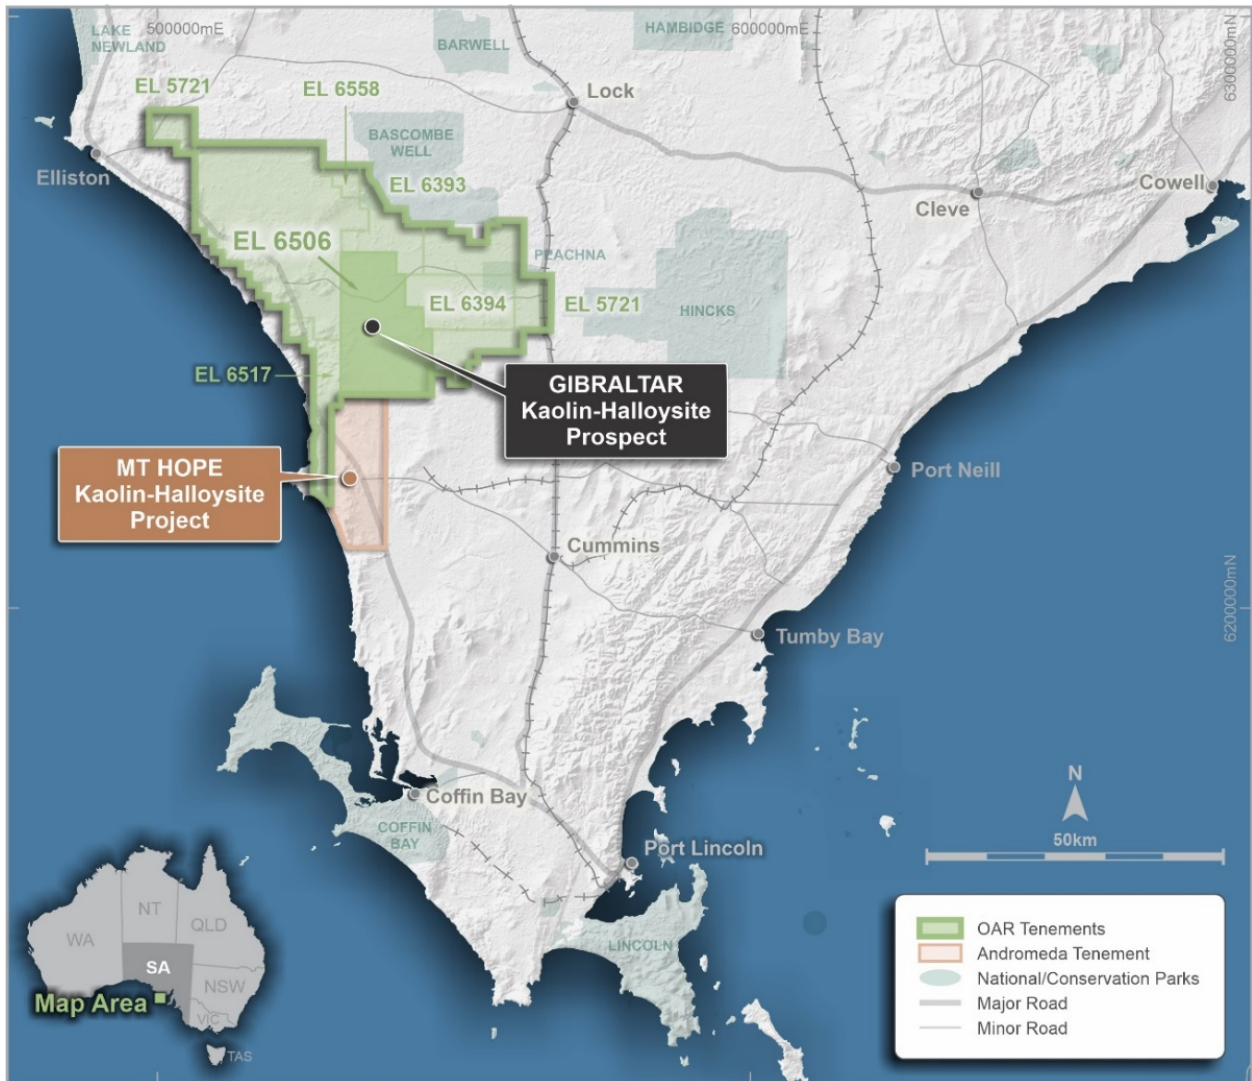 LAKE
NEWLAND
500000mE
BARWELL
HAMBIDGE
600000mE
6300000mN
EL 5721
EL 6558
Lock
BASCOMBE
WELL
Elliston
EL 6393
Cleve
Cowell
EL 6506
PEACHNA
EL 6394
EL 5721
HINCKS
EL 6517
GIBRALTAR
Kaolin-Halloysite
Prospect
MT HOPE
Kaolin-Halloysite
Project
Port Neill
Cummins
6200000mN
Tumby Bay
Coffin Bay
COFFIN
BAY
Port Lincoln
LINCOLN
N
50km
WA
NT
QLD
SA
NSW
VIC
TAS
Map Area
OAR Tenements
Andromeda Tenement
National/Conservation Parks
Major Road
Minor Road